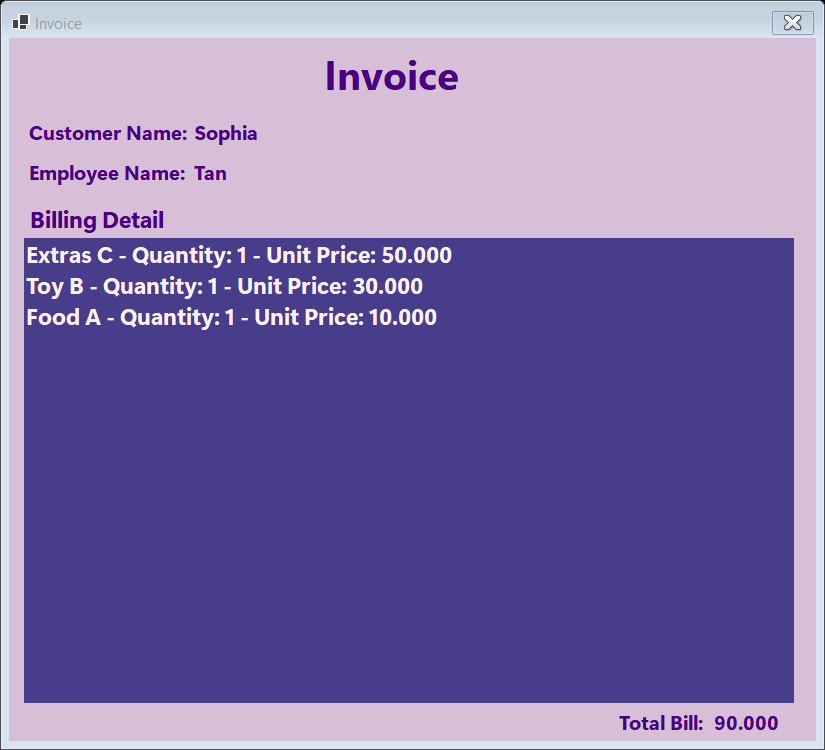 Invoice
Invoice
Customer Name: Sophia
Employee Name: Tan
Billing Detail
Extras C - Quantity: 1 - Unit Price: 50.000
Toy B - Quantity: 1 - Unit Price: 30.000
Food A - Quantity: 1 - Unit Price: 10.000
Total Bill: 90.000